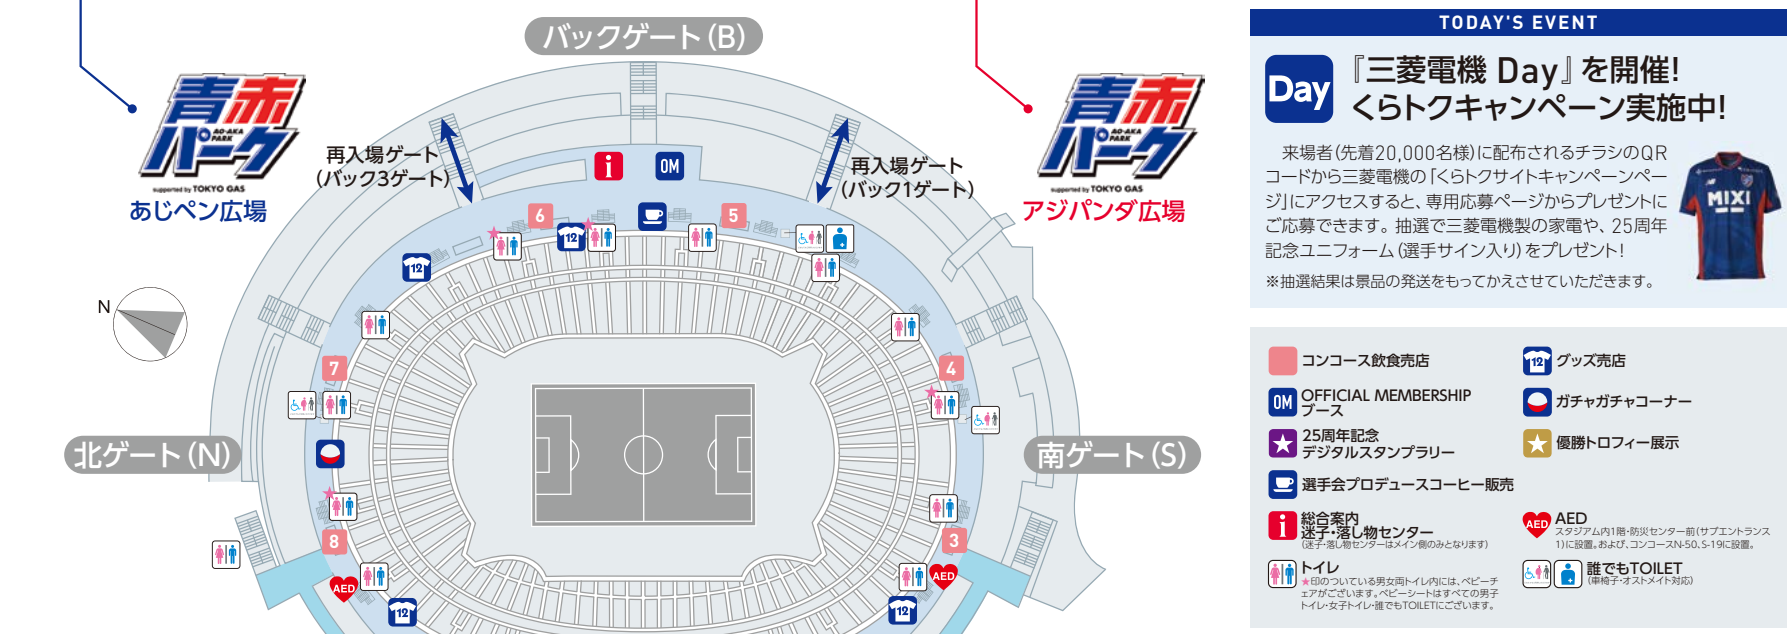 バックゲート（B）
青赤
パーク
AO-AKA
PARK
supported by TOKYO GAS
あじペン広場
再入場ゲート
（バック3ゲート）
i
OM
再入場ゲート
（バック1ゲート）
青赤
パーク
AO-AKA
PARK
supported by TOKYO GAS
アジパンダ広場
6
5
12
12
N
7
4
北ゲート（N）
南ゲート（S）
8
3
AED
AED
12
12
TODAY'S EVENT
Day
『三菱電機 Day』を開催！
くらトクキャンペーン実施中！
来場者（先着20,000名様）に配布されるチラシのQR
コードから三菱電機の「くらトクサイトキャンペーンペー
ジ」にアクセスすると、専用応募ページからプレゼントに
ご応募できます。抽選で三菱電機製の家電や、25周年
記念ユニフォーム（選手サイン入り）をプレゼント！
※抽選結果は景品の発送をもってかえさせていただきます。
MIXI
コンコース飲食売店
12 グッズ売店
OM OFFICIAL MEMBERSHIP
ブース
ガチャガチャコーナー
25周年記念
デジタルスタンプラリー
優勝トロフィー展示
選手会プロデュースコーヒー販売
i 総合案内
迷子・落し物センター
（迷子・落し物センターはメイン側のみとなります）
AED AED
スタジアム内1階・防災センター前（サブエントランス
1）に設置。および、コンコースN-50、S-19に設置。
トイレ
★印のついている男女両トイレ内には、ベビーチ
ェアがございます。ベビーシートはすべての男子
トイレ・女子トイレ・誰でもTOILETにございます。
誰でもTOILET
（車椅子・オストメイト対応）